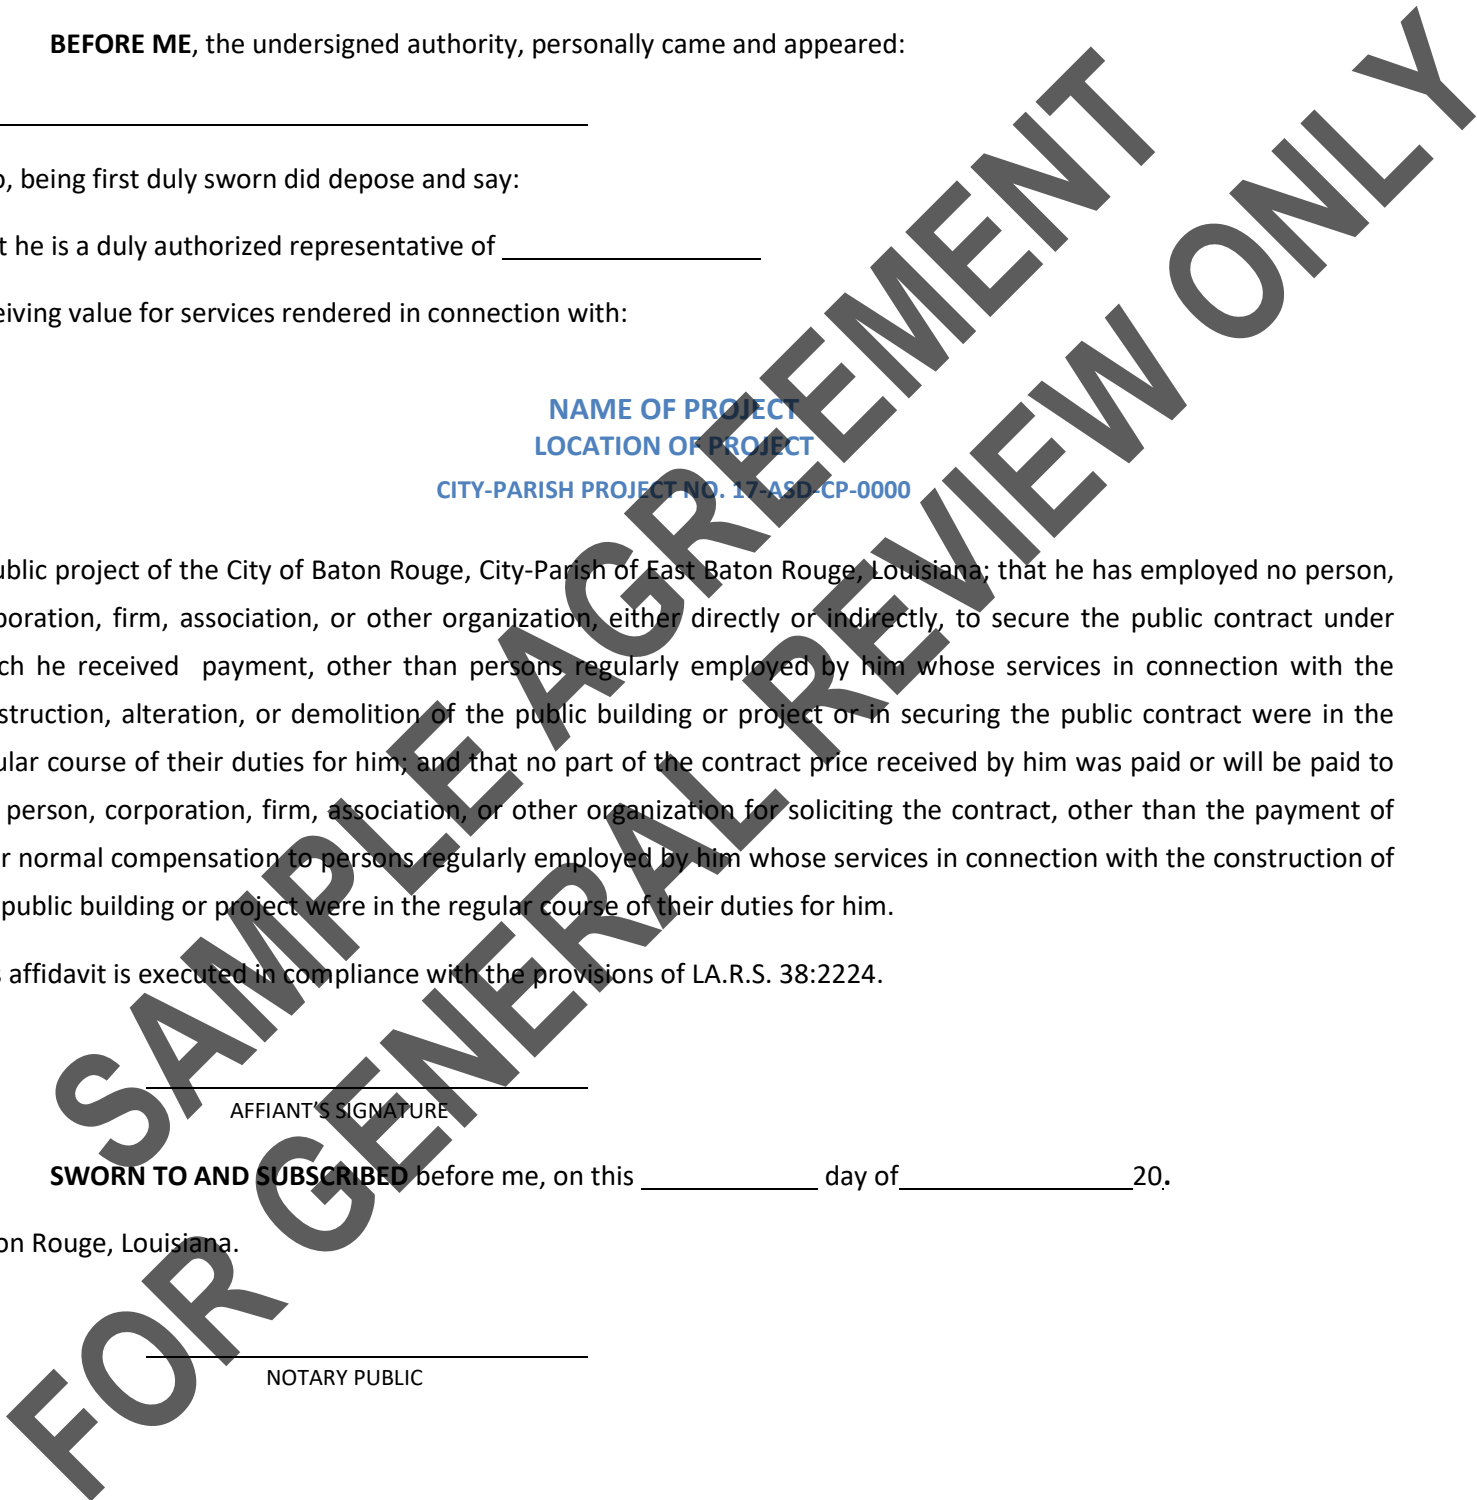 BEFORE ME, the undersigned authority, personally came and appeared:
o, being first duly sworn did depose and say:
t he is a duly authorized representative of
eiving value for services rendered in connection with:
NAME OF PROJECT
LOCATION OF PROJECT
CITY-PARISH PROJECT NO. 17-ASD-CP-0000
ublic project of the City of Baton Rouge, City-Parish of East Baton Rouge, Louisiana; that he has employed no person,
poration, firm, association, or other organization, either directly or indirectly, to secure the public contract under
ch he received payment, other than persons regularly employed by him whose services in connection with the
struction, alteration, or demolition of the public building or project or in securing the public contract were in the
ular course of their duties for him; and that no part of the contract price received by him was paid or will be paid to
person, corporation, firm, association, or other organization for soliciting the contract, other than the payment of
r normal compensation to persons regularly employed by him whose services in connection with the construction of
public building or project were in the regular course of their duties for him.
s affidavit is executed in compliance with the provisions of LA.R.S. 38:2224.
AFFIANT’S SIGNATURE
SWORN TO AND SUBSCRIBED before me, on this ____________ day of________________20.
on Rouge, Louisiana.
NOTARY PUBLIC
SAMPLE AGREEMENT
FOR GENERAL REVIEW ONLY